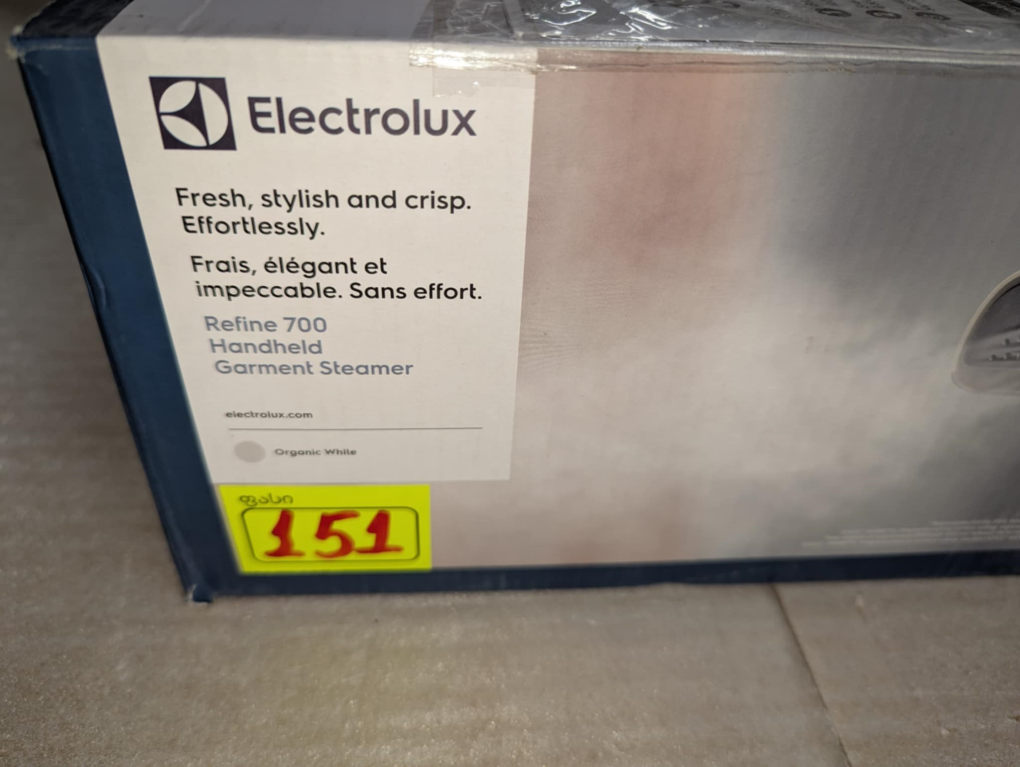 Electrolux
Fresh, stylish and crisp.
Effortlessly.
Frais, élégant et
impeccable. Sans effort.
Refine 700
Handheld
Garment Steamer
electrolux.com
Organic White
ფასი
151